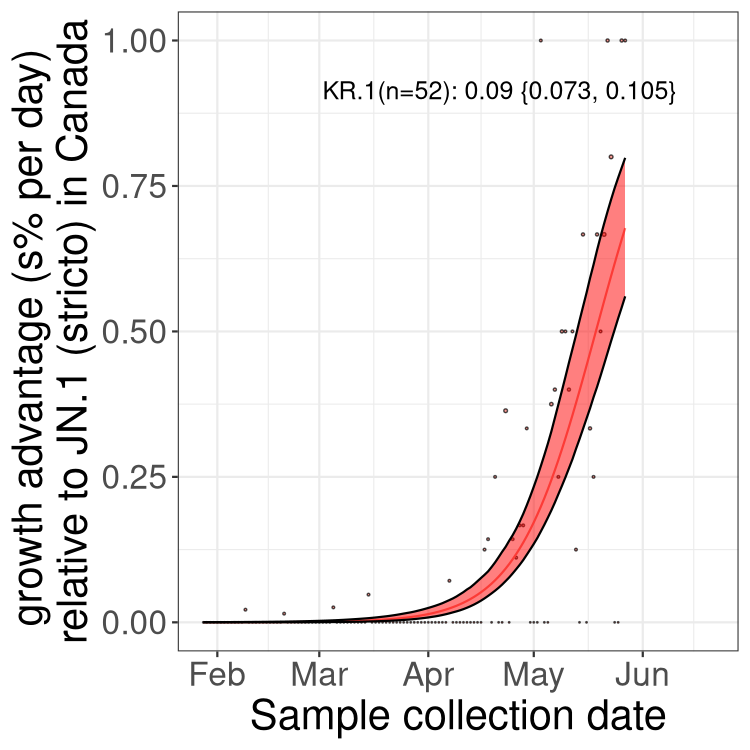 1.00
KR.1(n=52): 0.09 {0.073, 0.105}
0.75
0.50
0.25
0.00
growth advantage (s% per day)
relative to JN.1 (stricto) in Canada
Feb Mar Apr May Jun
Sample collection date